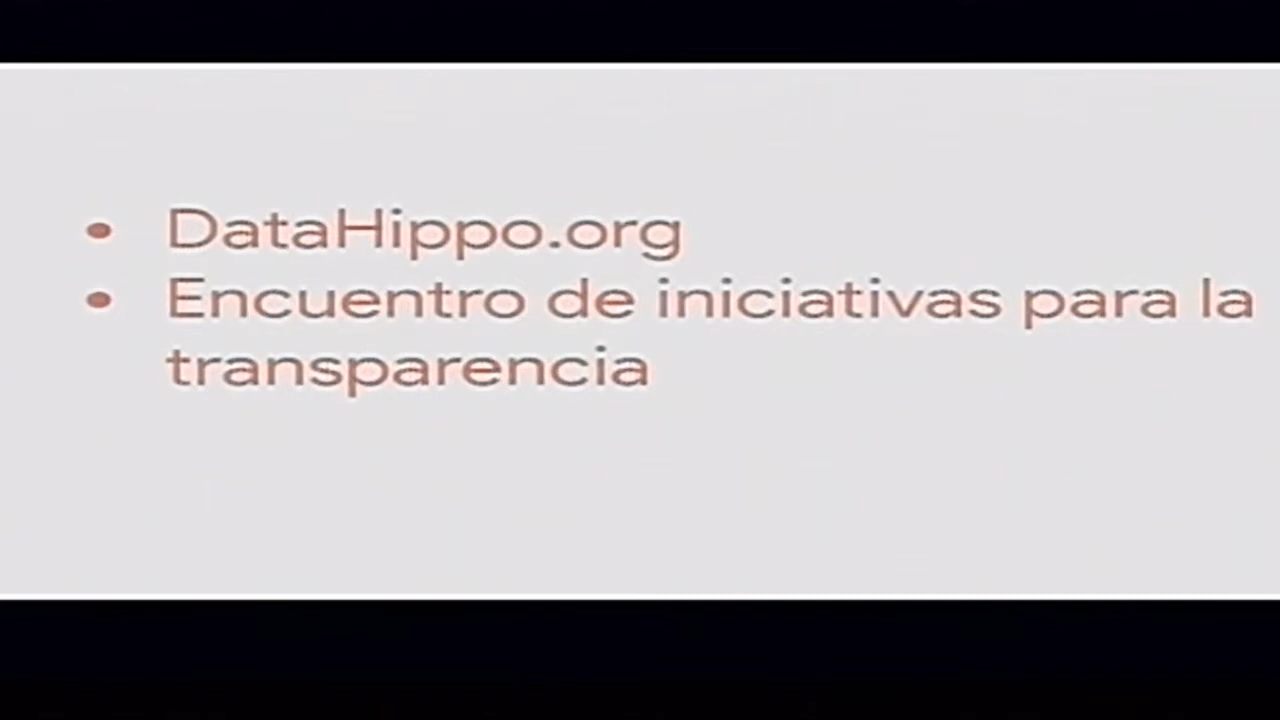 • DataHippo.org
• Encuentro de iniciativas para la
transparencia